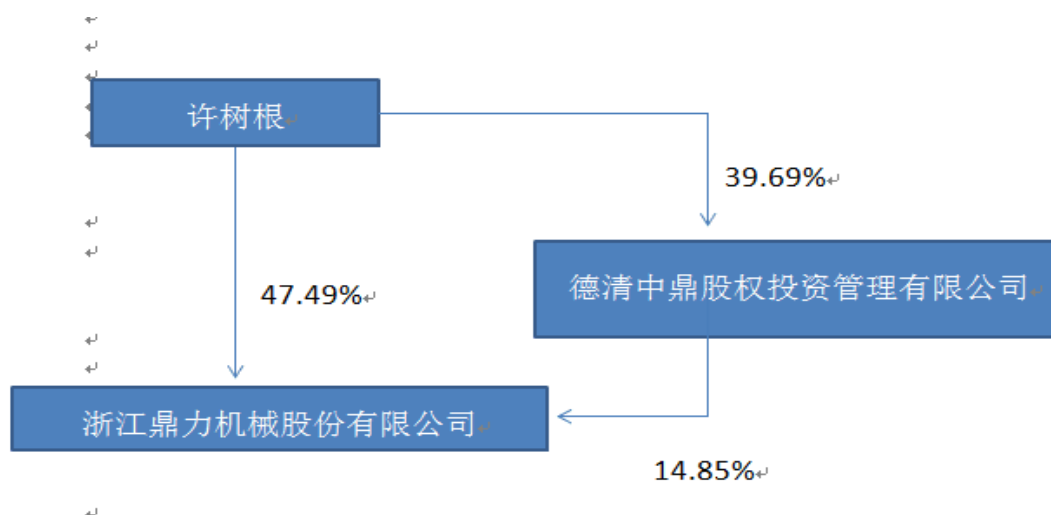 许树根
39.69%
德清中鼎股权投资管理有限公司
47.49%
浙江鼎力机械股份有限公司
14.85%